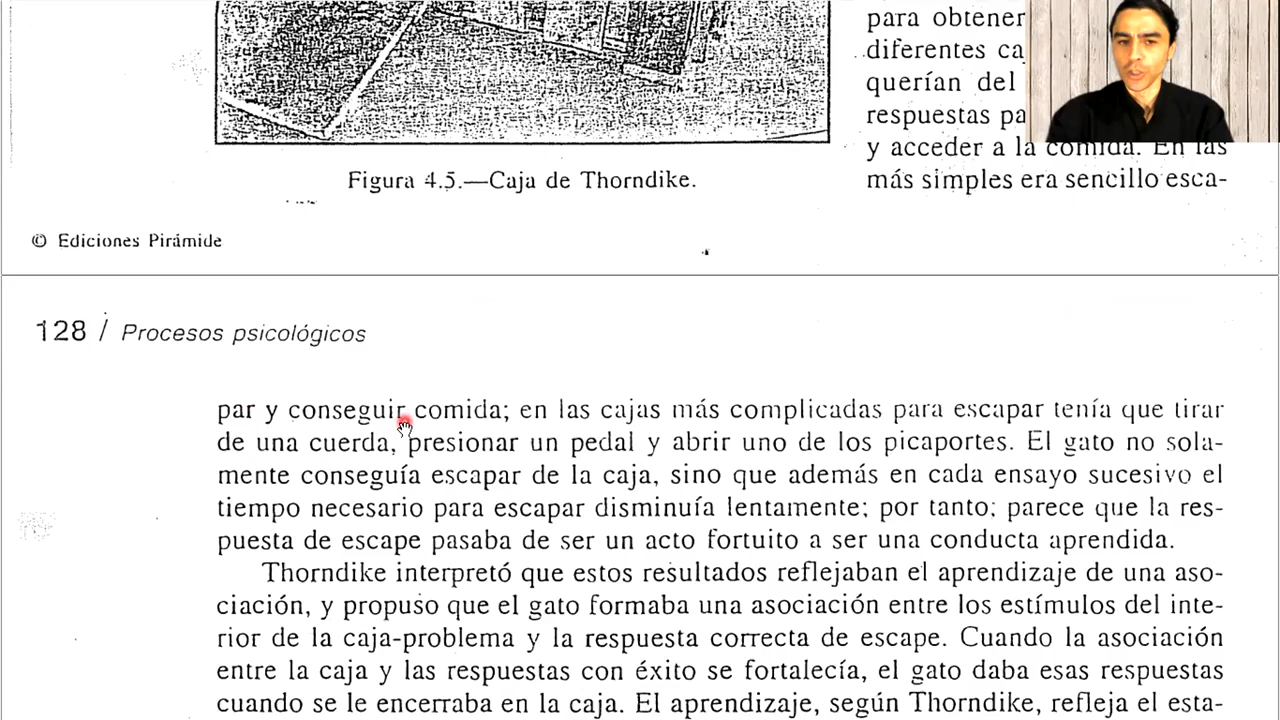 para obtener
diferentes ca
querían del
respuestas pa
y acceder a la comida. En las
más simples era sencillo esca-
Figura 4.5.—Caja de Thorndike.
© Ediciones Pirámide
128 / Procesos psicológicos
par y conseguir comida; en las cajas más complicadas para escapar tenía que tirar
de una cuerda, presionar un pedal y abrir uno de los picaportes. El gato no sola-
mente conseguía escapar de la caja, sino que además en cada ensayo sucesivo el
tiempo necesario para escapar disminuía lentamente; por tanto; parece que la res-
puesta de escape pasaba de ser un acto fortuito a ser una conducta aprendida.
Thorndike interpretó que estos resultados reflejaban el aprendizaje de una aso-
ciación, y propuso que el gato formaba una asociación entre los estímulos del inte-
rior de la caja-problema y la respuesta correcta de escape. Cuando la asociación
entre la caja y las respuestas con éxito se fortalecía, el gato daba esas respuestas
cuando se le encerraba en la caja. El aprendizaje, según Thorndike, refleja el esta-